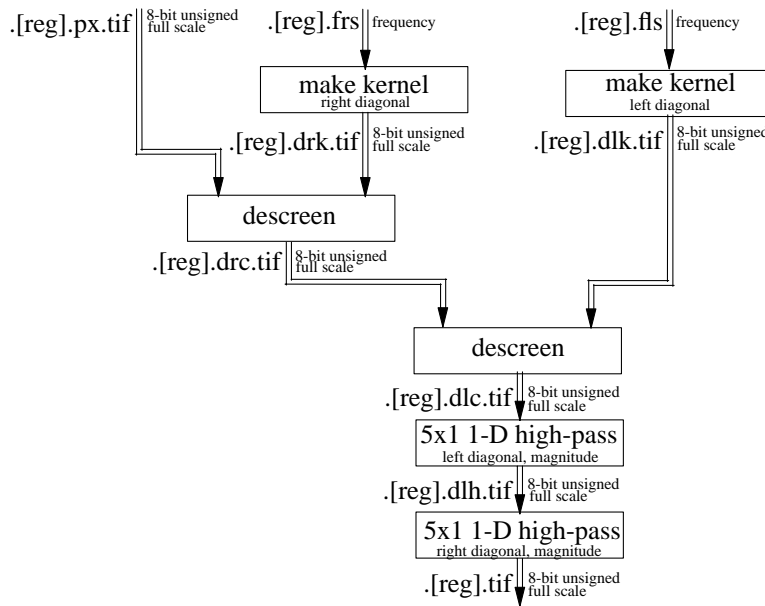 .[reg].px.tif
8-bit unsigned
full scale
.[reg].frs
frequency
.[reg].fls
frequency
make kernel
right diagonal
make kernel
left diagonal
.[reg].drk.tif
8-bit unsigned
full scale
.[reg].dlk.tif
8-bit unsigned
full scale
descreen
.[reg].drc.tif
8-bit unsigned
full scale
descreen
.[reg].dlc.tif
8-bit unsigned
full scale
5x1 1-D high-pass
left diagonal, magnitude
.[reg].dlh.tif
8-bit unsigned
full scale
5x1 1-D high-pass
right diagonal, magnitude
.[reg].tif
8-bit unsigned
full scale